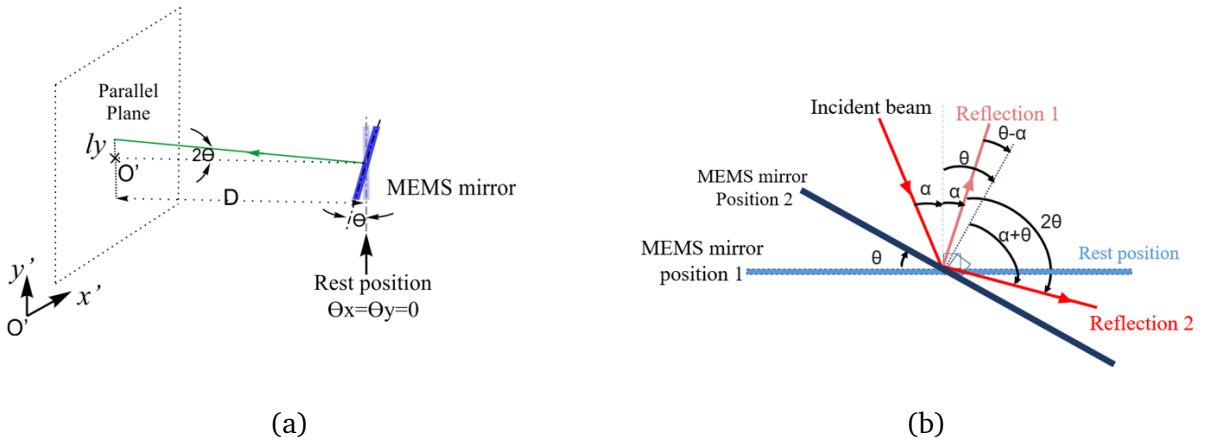 Parallel
Plane
ly
O'
2Θ
D
MEMS mirror
Θ
Rest position
Θx=Θy=0
y'
x'
O'
(a)
Incident beam
Reflection 1
θ-α
θ
MEMS mirror
Position 2
α
α
2θ
α+θ
MEMS mirror
position 1
θ
Rest position
Reflection 2
(b)